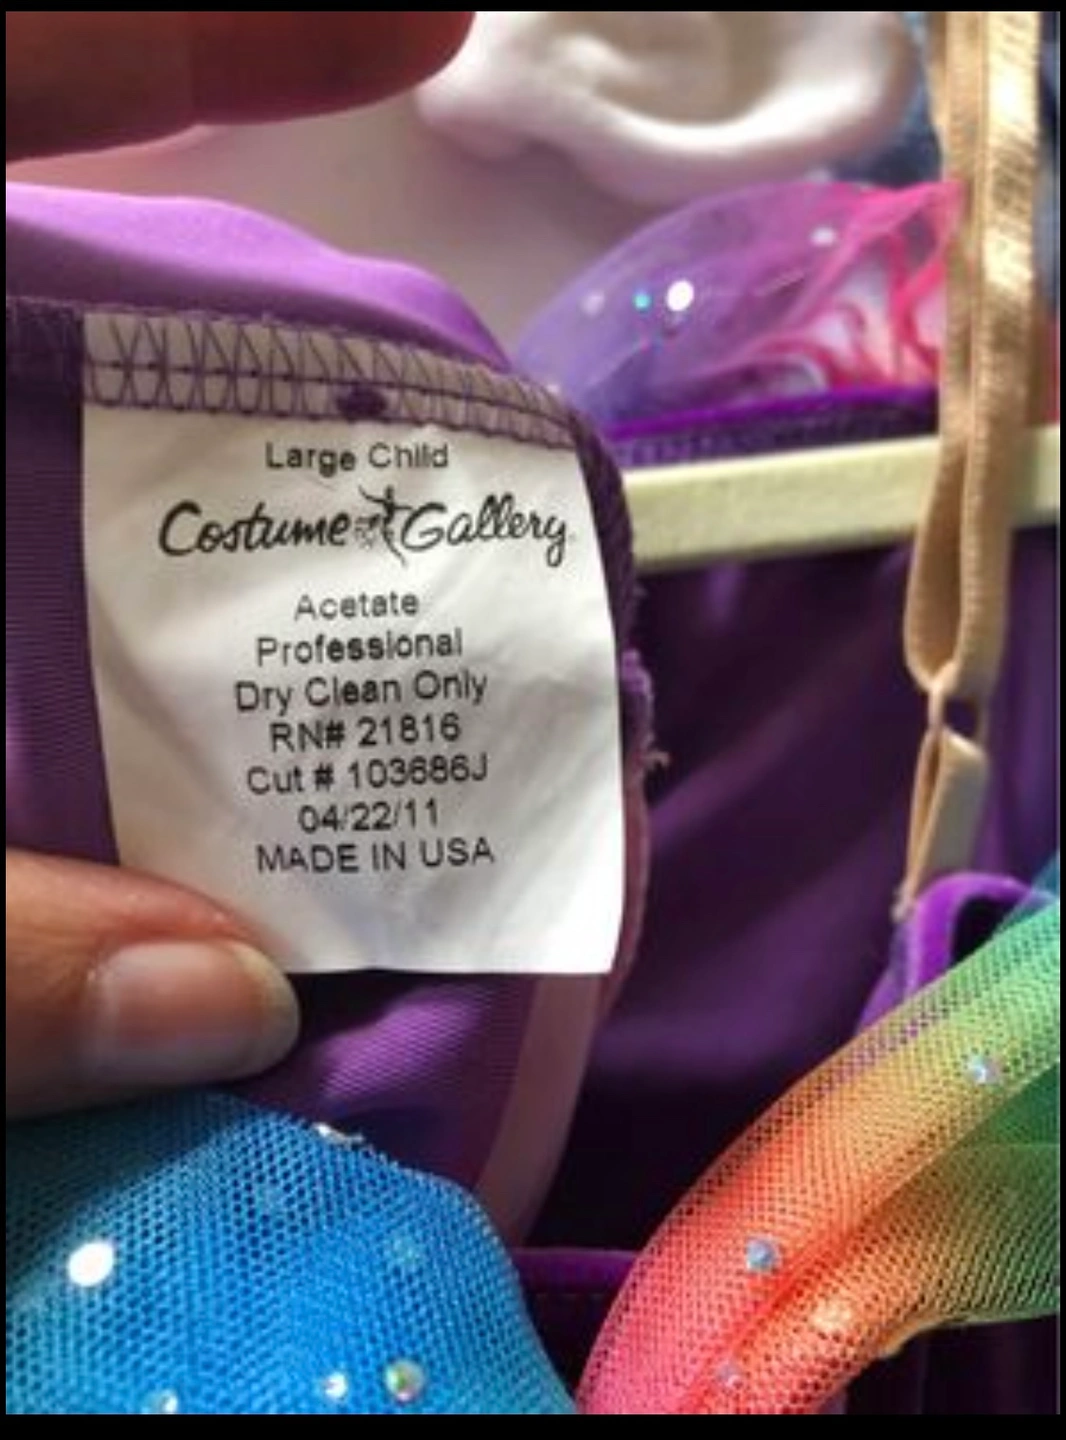 Large Child
Costume Gallery
Acetate
Professional
Dry Clean Only
RN# 21816
Cut # 103686J
04/22/11
MADE IN USA